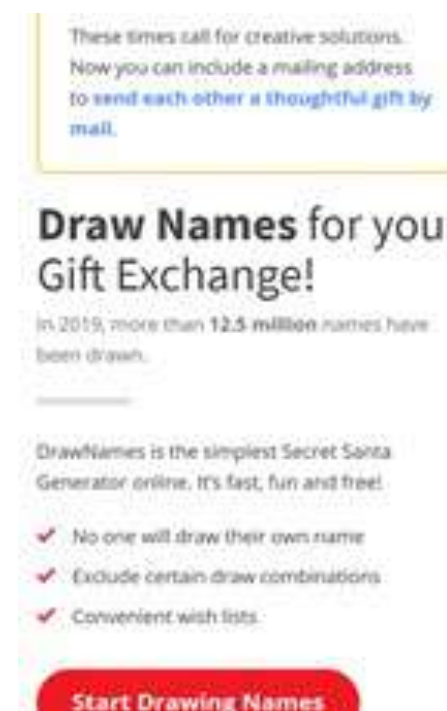 These times call for creative solutions.
Now you can include a mailing address
to send each other a thoughtful gift by
mail.
Draw Names for you
Gift Exchange!
In 2019, more than 12.5 million names have
been drawn.
DrawNames is the simplest Secret Santa
Generator online. It's fast, fun and free!
No one will draw their own name
Exclude certain draw combinations
Convenient wish lists
Start Drawing Names